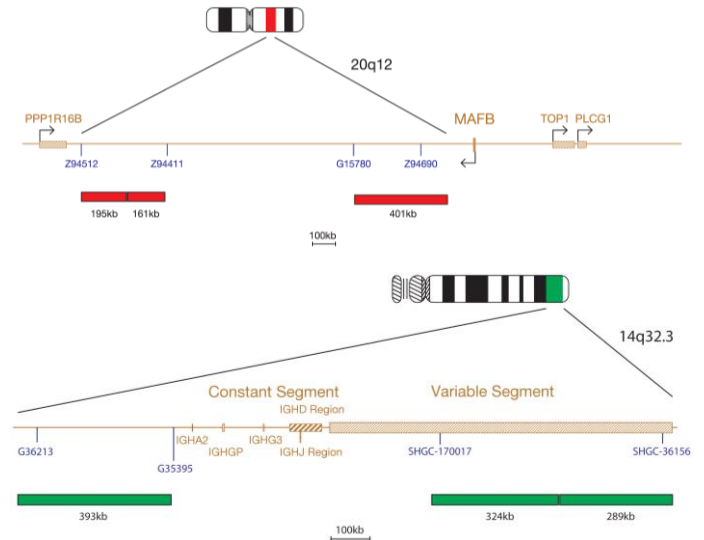 20q12
PPP1R16B
MAFB
TOP1 PLCG1
Z94512
Z94411
G15780
Z94690
195kb
161kb
401kb
100kb
14q32.3
Constant Segment
Variable Segment
IGHD Region
IGHA2
IGHGP
IGHG3
IGHJ Region
G36213
G35395
SHGC-170017
SHGC-36156
393kb
324kb
289kb
100kb